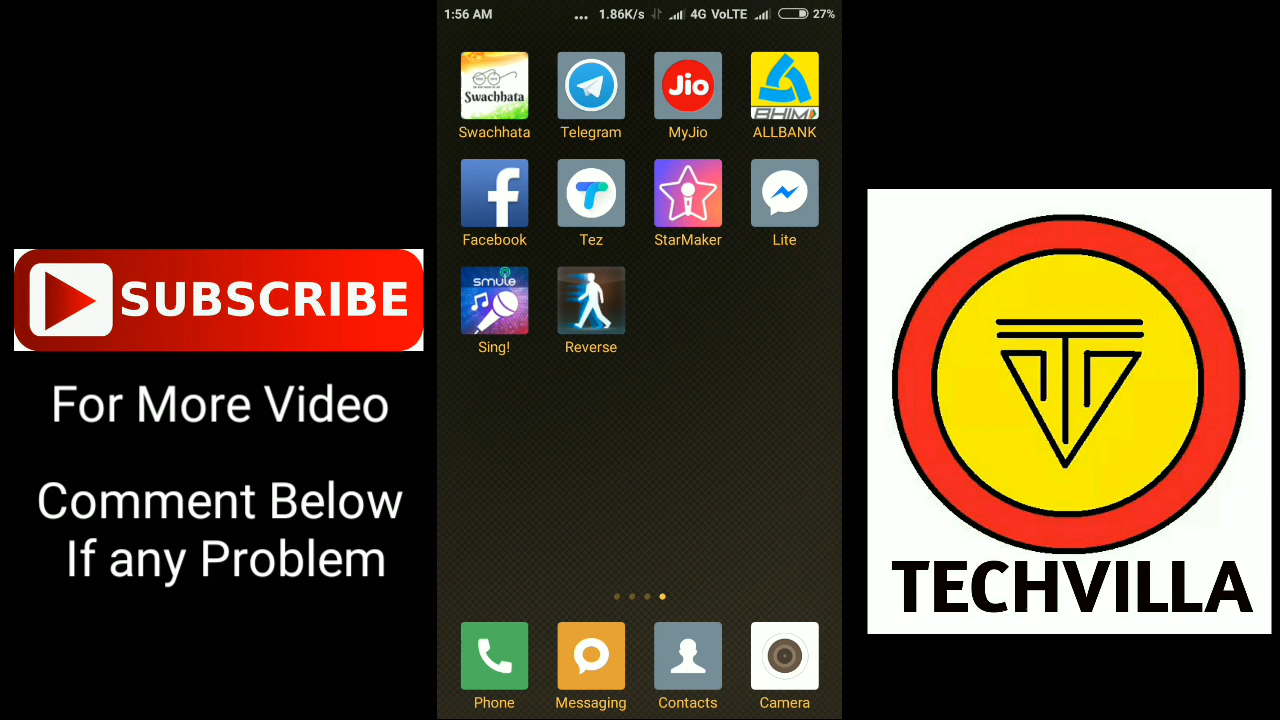 1:56 AM ... 1.86K/s 4G VoLTE 27%
Swachhata
Jio
BHIM
Swachhata Telegram MyJio ALLBANK
Facebook Tez StarMaker Lite
smule
Sing! Reverse
Phone Messaging Contacts Camera
SUBSCRIBE
For More Video
Comment Below
If any Problem
TECHVILLA